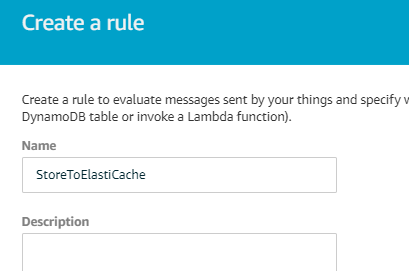 Create a rule
Create a rule to evaluate messages sent by your things and specify
DynamoDB table or invoke a Lambda function).
Name
StoreToElastiCache
Description